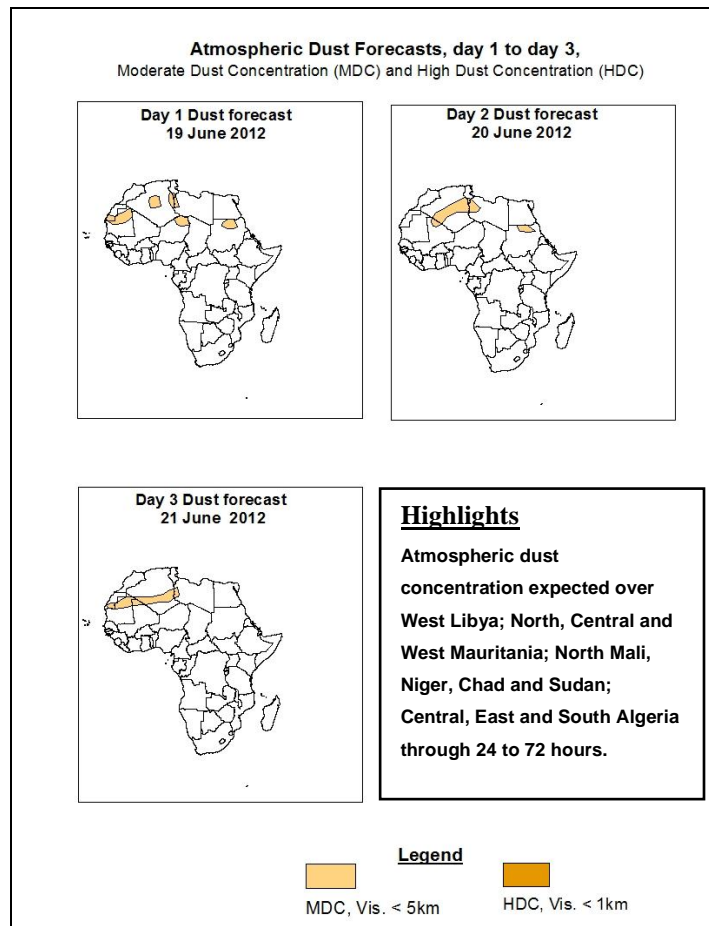 Atmospheric Dust Forecasts, day 1 to day 3,
Moderate Dust Concentration (MDC) and High Dust Concentration (HDC)
Day 1 Dust forecast
19 June 2012
Day 2 Dust forecast
20 June 2012
Day 3 Dust forecast
21 June 2012
Highlights
Atmospheric dust
concentration expected over
West Libya; North, Central and
West Mauritania; North Mali,
Niger, Chad and Sudan;
Central, East and South Algeria
through 24 to 72 hours.
Legend
MDC, Vis. < 5km
HDC, Vis. < 1km